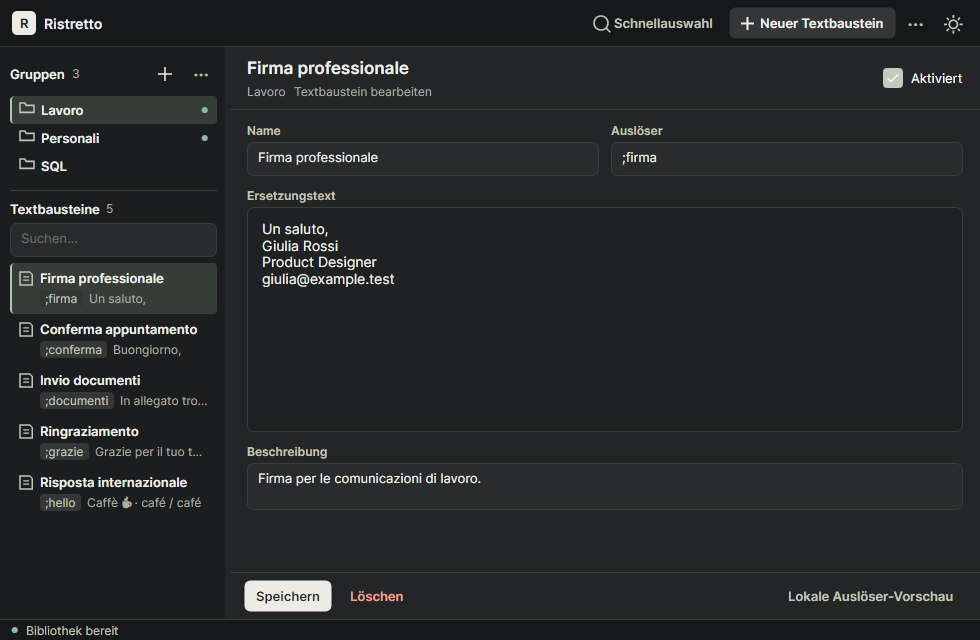 R Ristretto
Schnellauswahl
Neuer Textbaustein
Gruppen 3
Lavoro
Personali
SQL
Textbausteine 5
Suchen...
Firma professionale
;firma Un saluto,
Conferma appuntamento
;conferma Buongiorno,
Invio documenti
;documenti In allegato tro...
Ringraziamento
;grazie Grazie per il tuo t...
Risposta internazionale
;hello Caffè ☕ · café / café
Firma professionale
Lavoro Textbaustein bearbeiten
Aktiviert
Name
Firma professionale
Auslöser
;firma
Ersetzungstext
Un saluto,
Giulia Rossi
Product Designer
giulia@example.test
Beschreibung
Firma per le comunicazioni di lavoro.
Speichern
Löschen
Lokale Auslöser-Vorschau
Bibliothek bereit